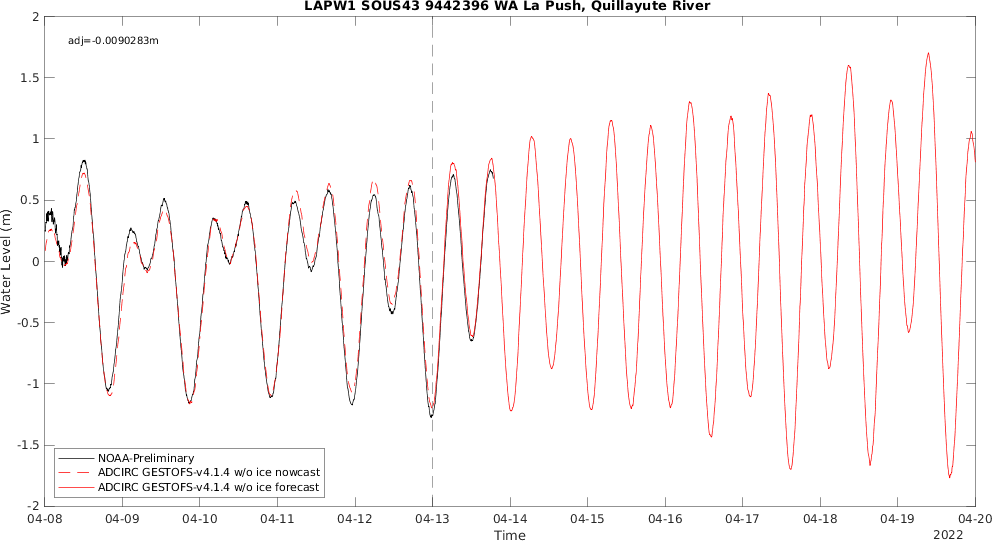 LAPW1 SOUS43 9442396 WA La Push, Quillayute River
adj=-0.0090283m
2
1.5
1
0.5
0
-0.5
-1
-1.5
-2
Water Level (m)
NOAA-Preliminary
ADCIRC GESTOFS-v4.1.4 w/o ice nowcast
ADCIRC GESTOFS-v4.1.4 w/o ice forecast
04-08 04-09 04-10 04-11 04-12 04-13 04-14 04-15 04-16 04-17 04-18 04-19 04-20
Time
2022